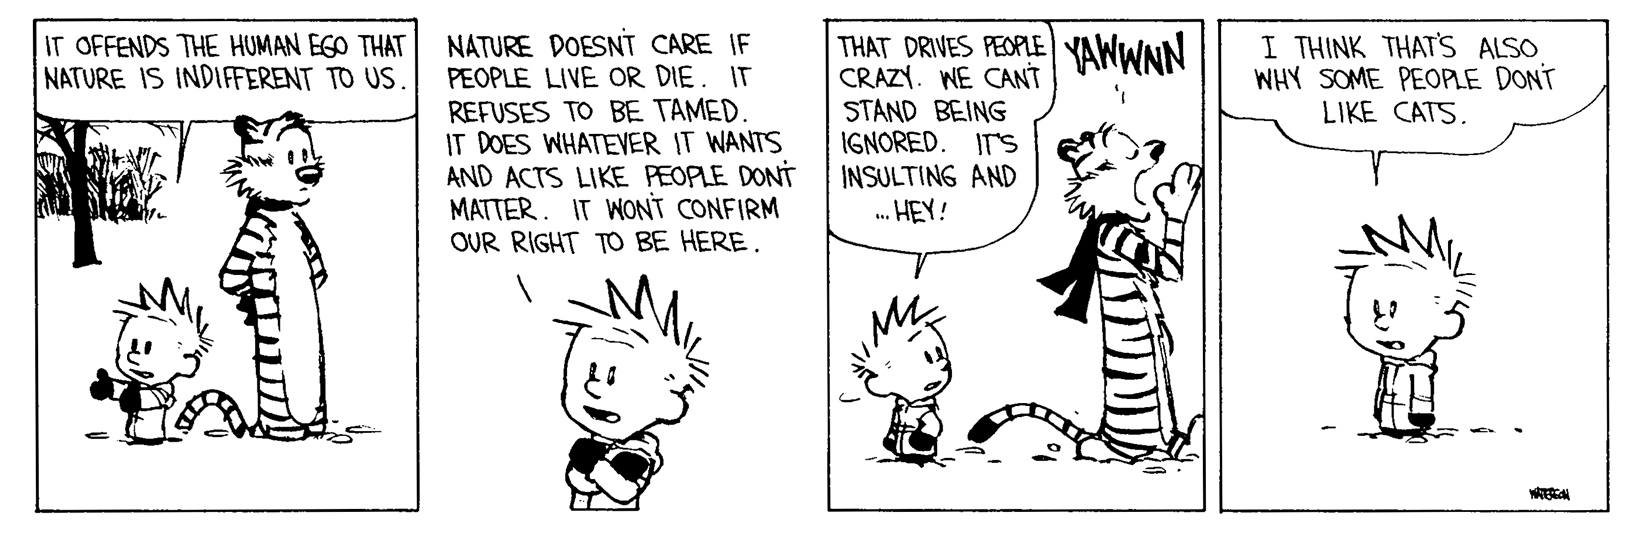 IT OFFENDS THE HUMAN EGO THAT
NATURE IS INDIFFERENT TO US.
NATURE DOESN'T CARE IF
PEOPLE LIVE OR DIE. IT
REFUSES TO BE TAMED.
IT DOES WHATEVER IT WANTS
AND ACTS LIKE PEOPLE DON'T
MATTER. IT WON'T CONFIRM
OUR RIGHT TO BE HERE.
THAT DRIVES PEOPLE
CRAZY. WE CAN'T
STAND BEING
IGNORED. IT'S
INSULTING AND
...HEY!
YAWWNN
I THINK THAT'S ALSO
WHY SOME PEOPLE DON'T
LIKE CATS.
WATTERSON